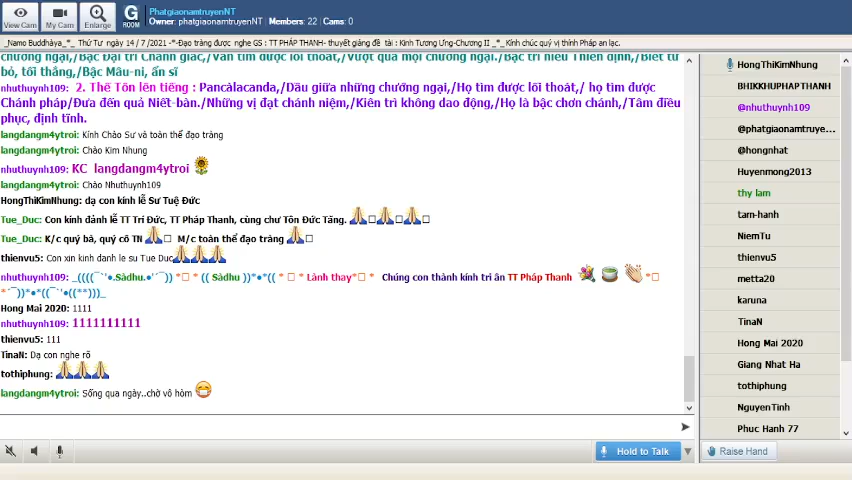 View Cam
My Cam
Enlarge
G
ROOM
PhatgiaonamtruyenNT
Owner: phatgiaonamtruyenNT | Members: 22 | Cams: 0
_Namo Buddhàya_*_ Thứ Tư ngày 14 / 7 /2021 -*-Đạo tràng được nghe GS : TT PHÁP THANH- thuyết giảng đề tài : Kinh Tương Ưng-Chương II _*_Kính chúc quý vị thính Pháp an lạc.
chướng ngại,/Bậc Đại trí Chánh giác,/Vẫn tìm được lối thoát,/Vượt qua mọi chướng ngại./Bậc trí hiểu Thiền định,/Biết từ
bỏ, tối thắng,/Bậc Mâu-ni, ẩn sĩ
nhuthuynh109: 2. Thế Tôn lên tiếng : Pancàlacanda,/Dầu giữa những chướng ngại,/Họ tìm được lối thoát,/ họ tìm được
Chánh pháp/Đưa đến quả Niết-bàn./Những vị đạt chánh niệm,/Kiên trì không dao động,/Họ là bậc chơn chánh,/Tâm điều
phục, định tĩnh.
langdangm4ytroi: Kính Chào Sư và toàn thể đạo tràng
langdangm4ytroi: Chào Kim Nhung
nhuthuynh109: KC langdangm4ytroi
langdangm4ytroi: Chào Nhuthuynh109
HongThiKimNhung: dạ con kính lễ Sư Tuệ Đức
Tue_Duc: Con kính đảnh lễ TT Trí Đức, TT Pháp Thanh, cùng chư Tôn Đức Tăng.
Tue_Duc: K/c quý bà, quý cô TN M/c toàn thể đạo tràng
thienvu5: Con xin kinh danh le su Tue Duc
nhuthuynh109: _((((¯`'•.Sàdhu.•'´¯)) *□ * (( Sàdhu ))*•*(( * □ * Lành thay*□ * Chúng con thành kính tri ân TT Pháp Thanh *□
*´¯))*•*((¯`'•((**)))_
Hong Mai 2020: 1111
nhuthuynh109: 1111111111
thienvu5: 111
TinaN: Dạ con nghe rõ
tothiphung:
langdangm4ytroi: Sống qua ngày..chờ vô hòm
Hold to Talk
HongThiKimNhung
BHIKKHUPHAPTHANH
@nhuthuynh109
@phatgiaonamtruye...
@hongnhat
Huyenmong2013
thy lam
tam-hanh
NiemTu
thienvu5
metta20
karuna
TinaN
Hong Mai 2020
Giang Nhat Ha
tothiphung
NguyenTinh
Phuc Hanh 77
Raise Hand